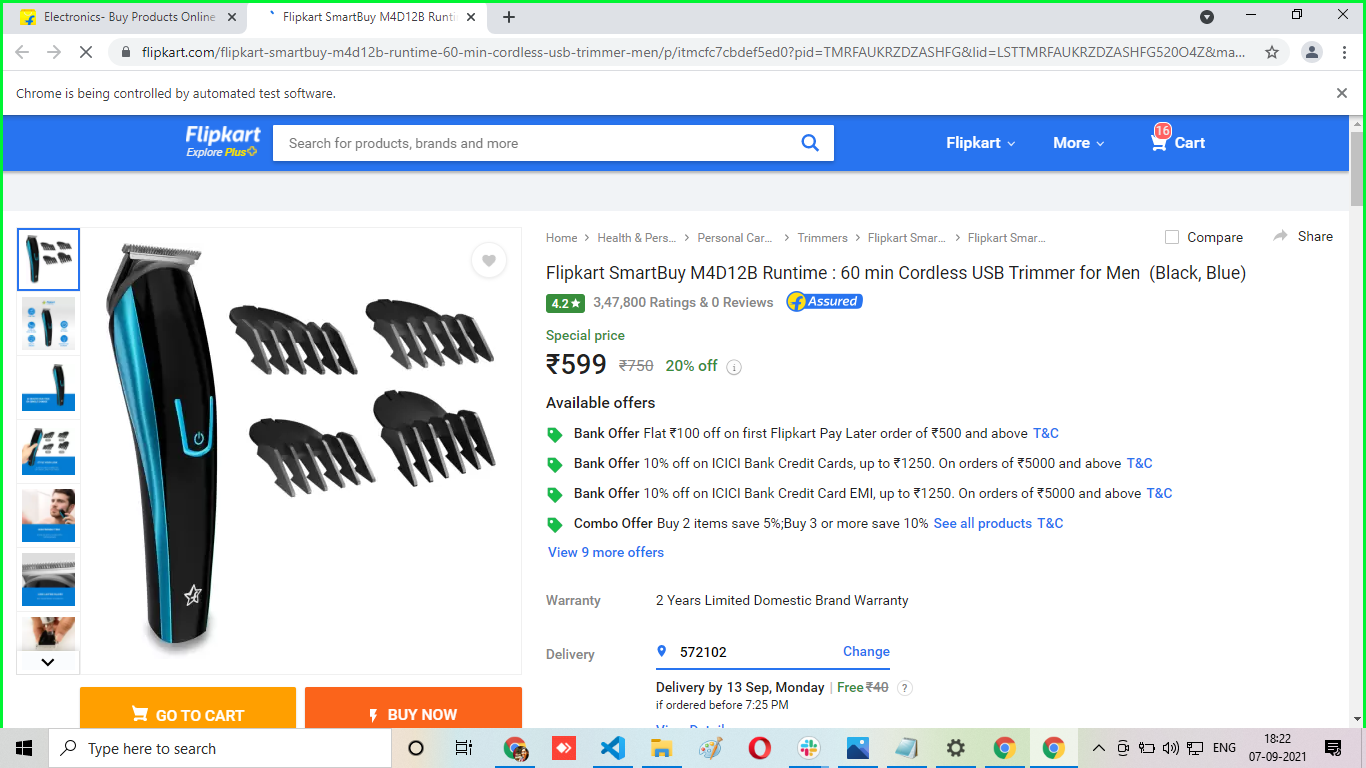 Electronics- Buy Products Online
Flipkart SmartBuy M4D12B Runti
flipkart.com/flipkart-smartbuy-m4d12b-runtime-60-min-cordless-usb-trimmer-men/p/itmcfc7cbdef5ed0?pid=TMRFAUKRZDZASHFG&lid=LSTTMRFAUKRZDZASHFG520O4Z&ma...
Chrome is being controlled by automated test software.
Flipkart
Explore Plus
Search for products, brands and more
Flipkart
More
16
Cart
Home > Health & Pers... > Personal Car... > Trimmers > Flipkart Smar... > Flipkart Smar...
Compare
Share
Flipkart SmartBuy M4D12B Runtime : 60 min Cordless USB Trimmer for Men (Black, Blue)
4.2★ 3,47,800 Ratings & 0 Reviews f Assured
Special price
₹599 ₹750 20% off i
Available offers
Bank Offer Flat ₹100 off on first Flipkart Pay Later order of ₹500 and above T&C
Bank Offer 10% off on ICICI Bank Credit Cards, up to ₹1250. On orders of ₹5000 and above T&C
Bank Offer 10% off on ICICI Bank Credit Card EMI, up to ₹1250. On orders of ₹5000 and above T&C
Combo Offer Buy 2 items save 5%;Buy 3 or more save 10% See all products T&C
View 9 more offers
Warranty
2 Years Limited Domestic Brand Warranty
Delivery
572102
Change
Delivery by 13 Sep, Monday | Free ₹40 ?
if ordered before 7:25 PM
GO TO CART
BUY NOW
Type here to search
ENG
18:22
07-09-2021